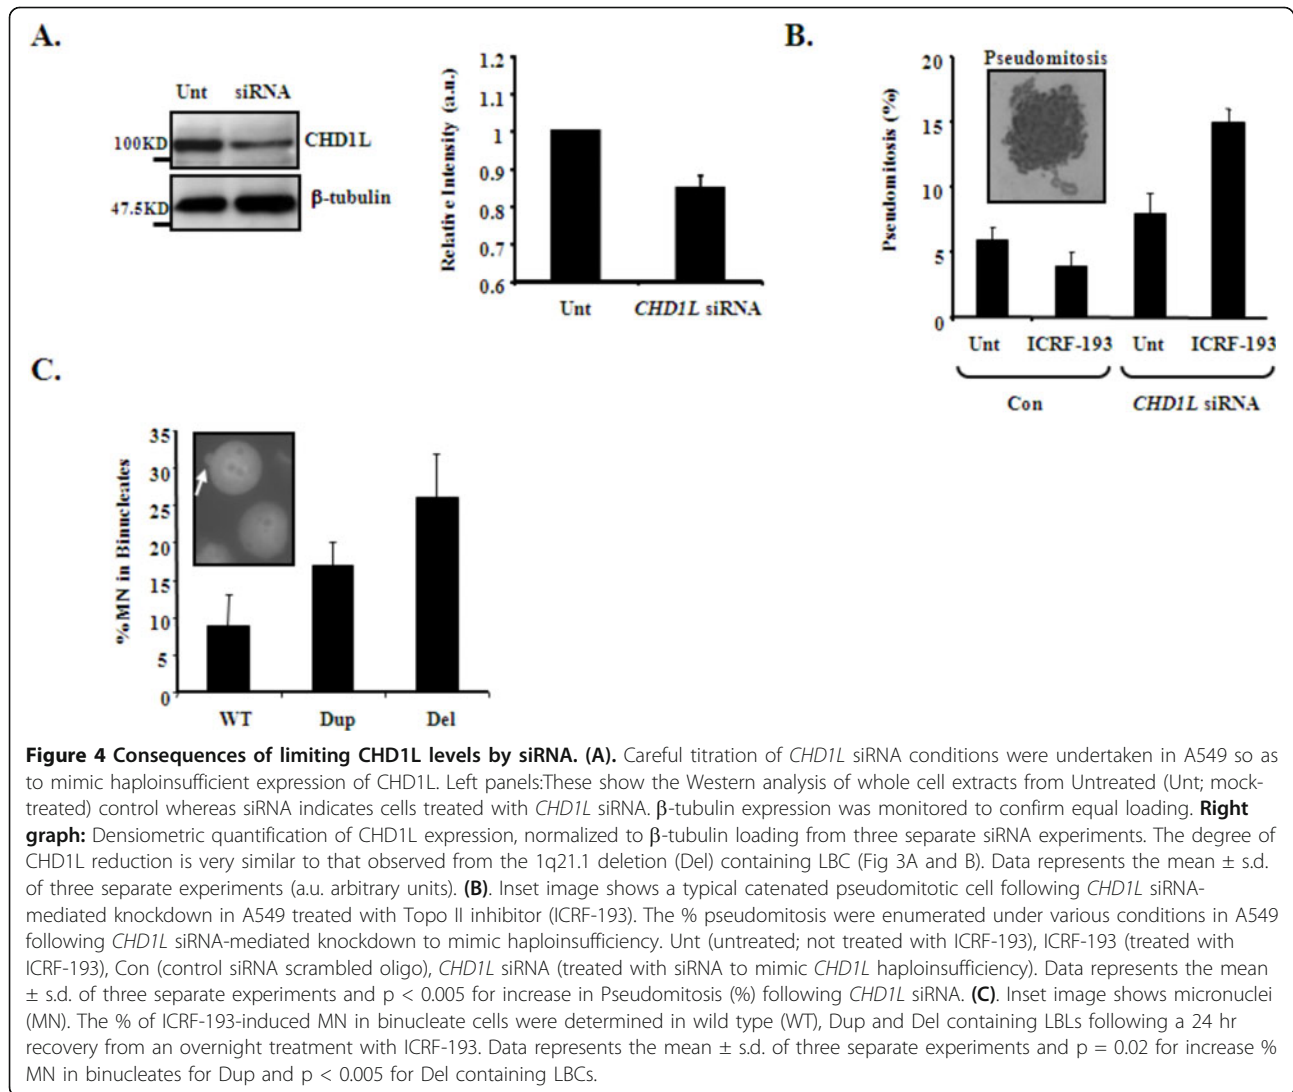 A.
Unt siRNA
100KD
CHD1L
47.5KD
β-tubulin
Relative Intensity (a.u.)
1.2
1.1
1
0.9
0.8
0.7
0.6
Unt
CHD1L siRNA
B.
Pseudomitosis
Pseudomitosis (%)
20
15
10
5
0
Unt ICRF-193 Unt ICRF-193
Con CHD1L siRNA
C.
%MN in Binucleates
35
30
25
20
15
10
5
0
WT Dup Del
Figure 4 Consequences of limiting CHD1L levels by siRNA. (A). Careful titration of CHD1L siRNA conditions were undertaken in A549 so as
to mimic haploinsufficient expression of CHD1L. Left panels:These show the Western analysis of whole cell extracts from Untreated (Unt; mock-
treated) control whereas siRNA indicates cells treated with CHD1L siRNA. β-tubulin expression was monitored to confirm equal loading. Right
graph: Densiometric quantification of CHD1L expression, normalized to β-tubulin loading from three separate siRNA experiments. The degree of
CHD1L reduction is very similar to that observed from the 1q21.1 deletion (Del) containing LBC (Fig 3A and B). Data represents the mean ± s.d.
of three separate experiments (a.u. arbitrary units). (B). Inset image shows a typical catenated pseudomitotic cell following CHD1L siRNA-
mediated knockdown in A549 treated with Topo II inhibitor (ICRF-193). The % pseudomitosis were enumerated under various conditions in A549
following CHD1L siRNA-mediated knockdown to mimic haploinsufficiency. Unt (untreated; not treated with ICRF-193), ICRF-193 (treated with
ICRF-193), Con (control siRNA scrambled oligo), CHD1L siRNA (treated with siRNA to mimic CHD1L haploinsufficiency). Data represents the mean
± s.d. of three separate experiments and p < 0.005 for increase in Pseudomitosis (%) following CHD1L siRNA. (C). Inset image shows micronuclei
(MN). The % of ICRF-193-induced MN in binucleate cells were determined in wild type (WT), Dup and Del containing LBLs following a 24 hr
recovery from an overnight treatment with ICRF-193. Data represents the mean ± s.d. of three separate experiments and p = 0.02 for increase %
MN in binucleates for Dup and p < 0.005 for Del containing LBCs.